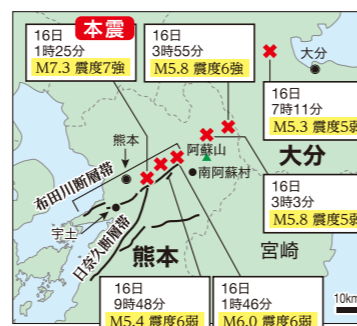 本震
16日
1時25分
M7.3 震度7強
16日
3時55分
M5.8 震度6強
大分
16日
7時11分
M5.3 震度5弱
大分
熊本
阿蘇山
南阿蘇村
布田川断層帯
16日
3時3分
M5.8 震度5弱
宇土
日奈久断層帯
熊本
宮崎
16日
9時48分
M5.4 震度6弱
16日
1時46分
M6.0 震度6弱
10km